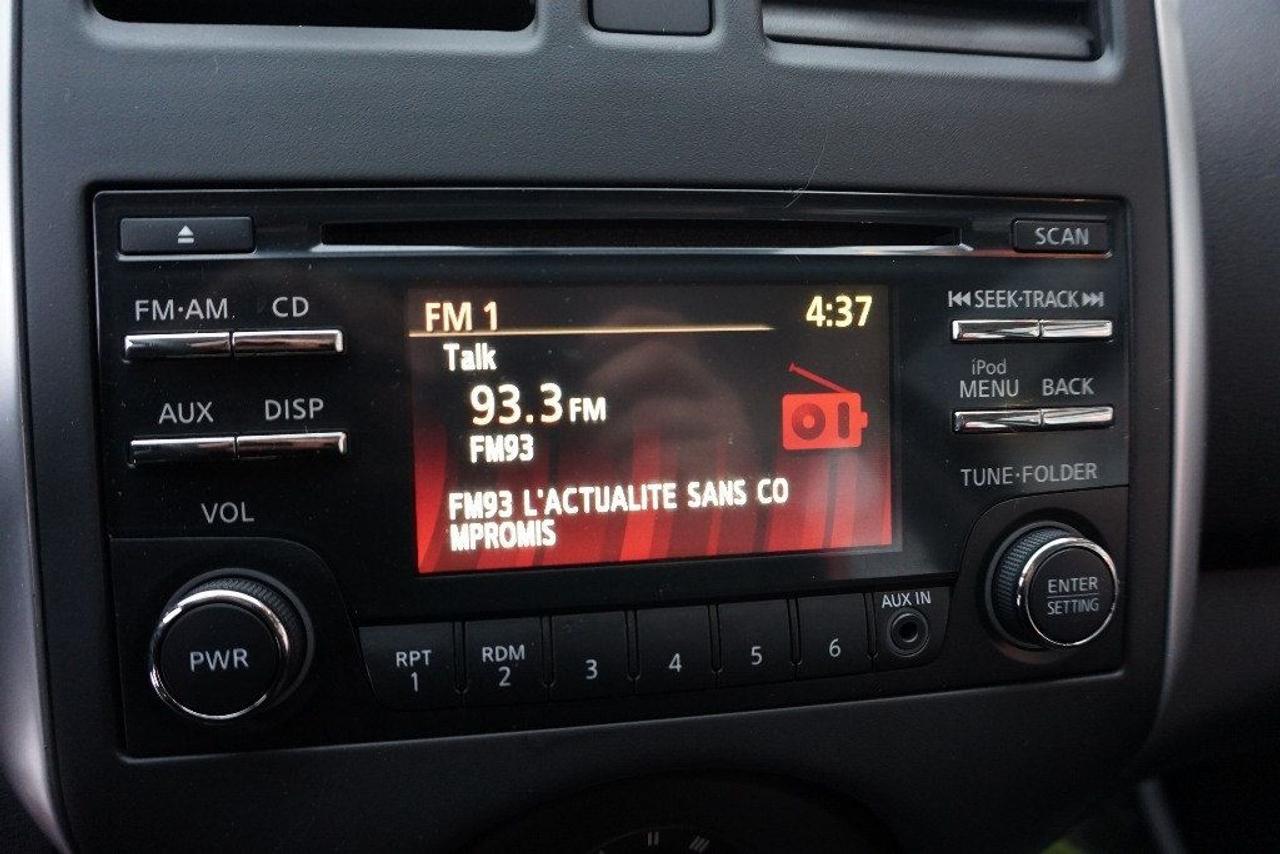 SCAN
FM·AM CD
SEEK·TRACK
FM 1 4:37
Talk
93.3 FM
FM93
FM93 L'ACTUALITE SANS CO
MPROMIS
iPod
MENU BACK
AUX DISP
TUNE·FOLDER
VOL
PWR
ENTER
SETTING
AUX IN
RPT
1
RDM
2
3
4
5
6